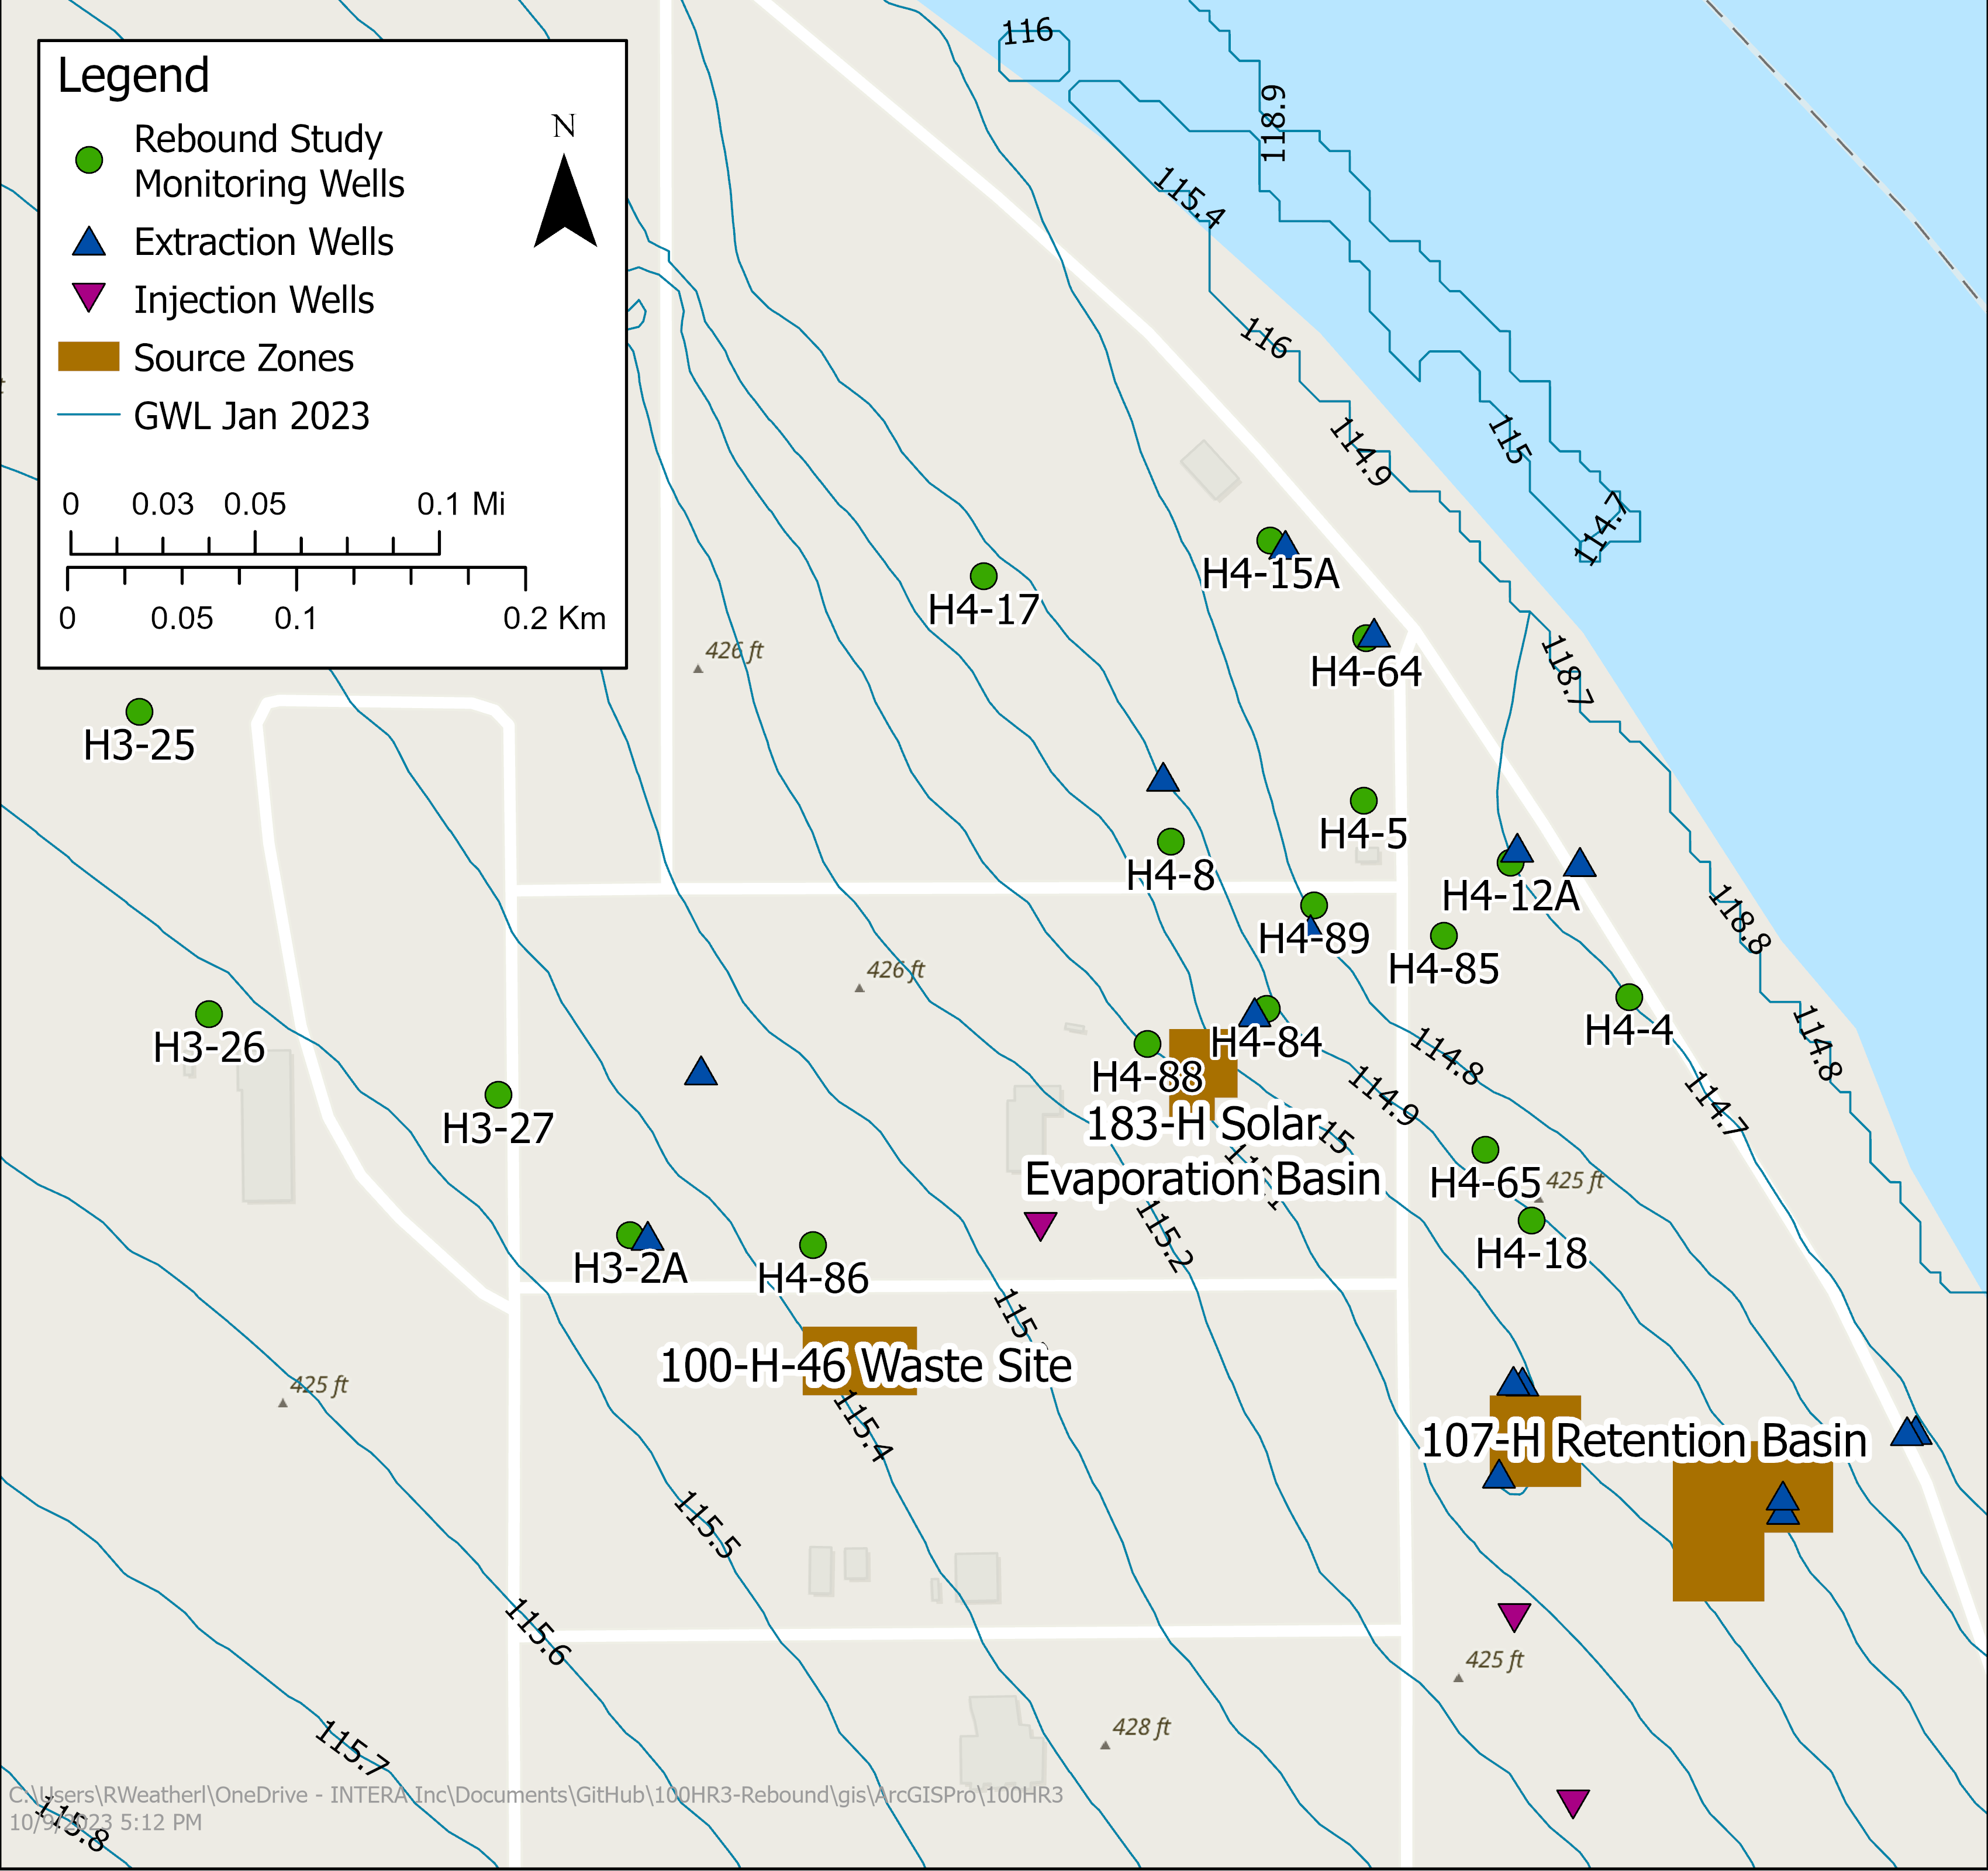 Legend
N
Rebound Study
Monitoring Wells
Extraction Wells
Injection Wells
Source Zones
GWL Jan 2023
0 0.03 0.05 0.1 Mi
0 0.05 0.1 0.2 Km
116
118.9
115.4
116
114.9
115
114.7
H4-15A
H4-17
426 ft
H4-64
118.7
H3-25
H4-5
H4-8
H4-12A
118.8
H4-89
H4-85
426 ft
H4-4
H3-26
H4-84
114.8
114.8
H4-88
114.9
114.7
H3-27
183-H Solar
15
Evaporation Basin
H4-65
425 ft
115.2
H3-2A
H4-86
H4-18
115.
100-H-46 Waste Site
425 ft
115.4
107-H Retention Basin
115.5
115.6
425 ft
428 ft
115.7
C:\Users\RWeatherl\OneDrive - INTERA Inc\Documents\GitHub\100HR3-Rebound\gis\ArcGISPro\100HR3
10/9/2023 5:12 PM
115.8